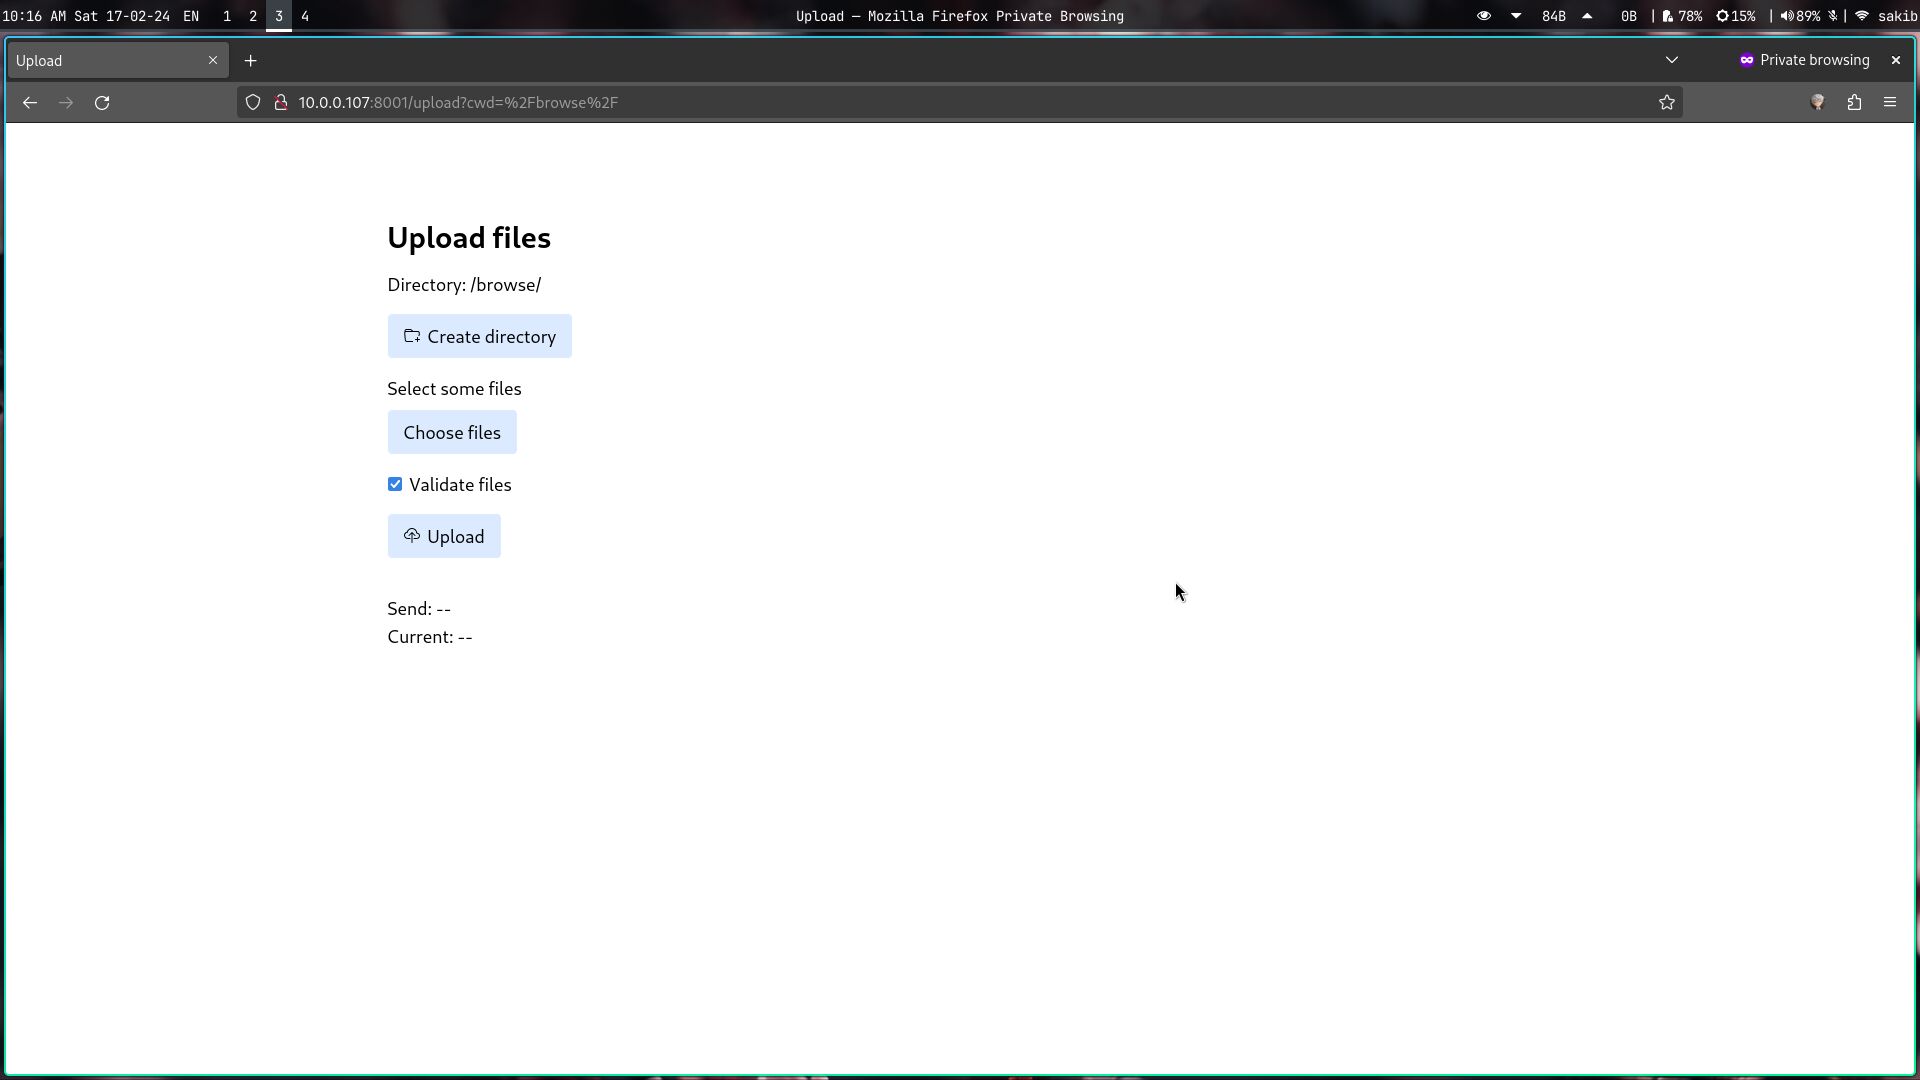 10:16 AM Sat 17-02-24 EN 1 2 3 4 Upload — Mozilla Firefox Private Browsing 84B 0B | 78% 15% | 89% | sakib
Upload Private browsing
10.0.0.107:8001/upload?cwd=%2Fbrowse%2F
Upload files
Directory: /browse/
Create directory
Select some files
Choose files
Validate files
Upload
Send: --
Current: --